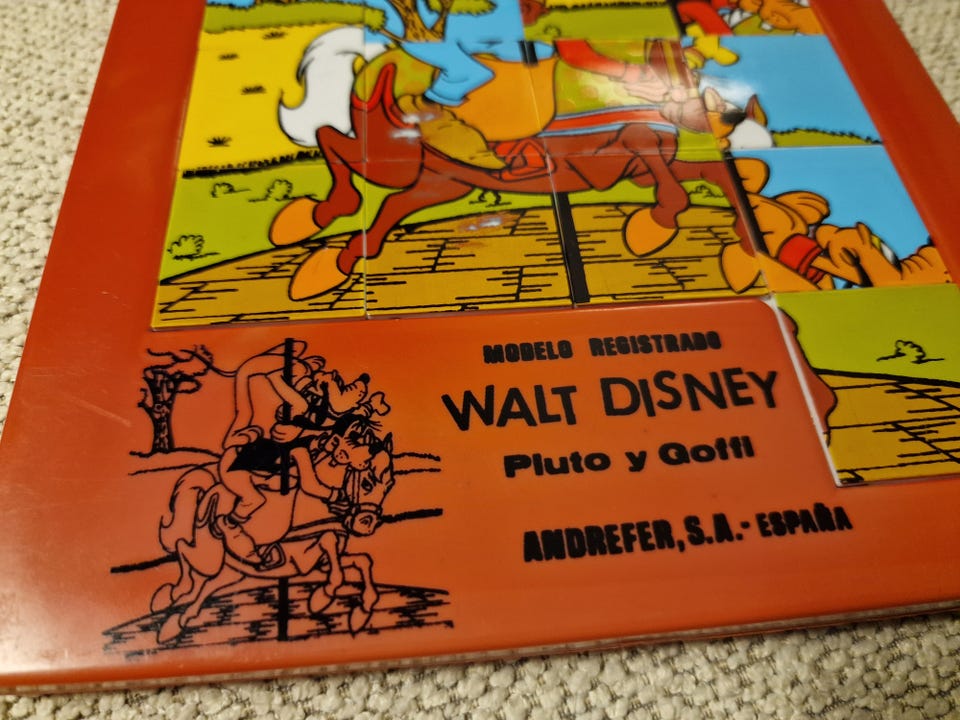 MODELO REGISTRADO
WALT DISNEY
Pluto y Goffi
ANDREFER, S.A.- ESPAÑA